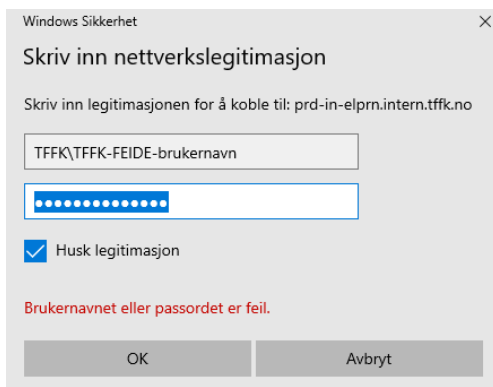 Windows Sikkerhet
Skriv inn nettverkslegitimasjon
Skriv inn legitimasjonen for å koble til: prd-in-elprn.intern.tffk.no
TFFK\TFFK-FEIDE-brukernavn
••••••••••••••
Husk legitimasjon
Brukernavnet eller passordet er feil.
OK Avbryt